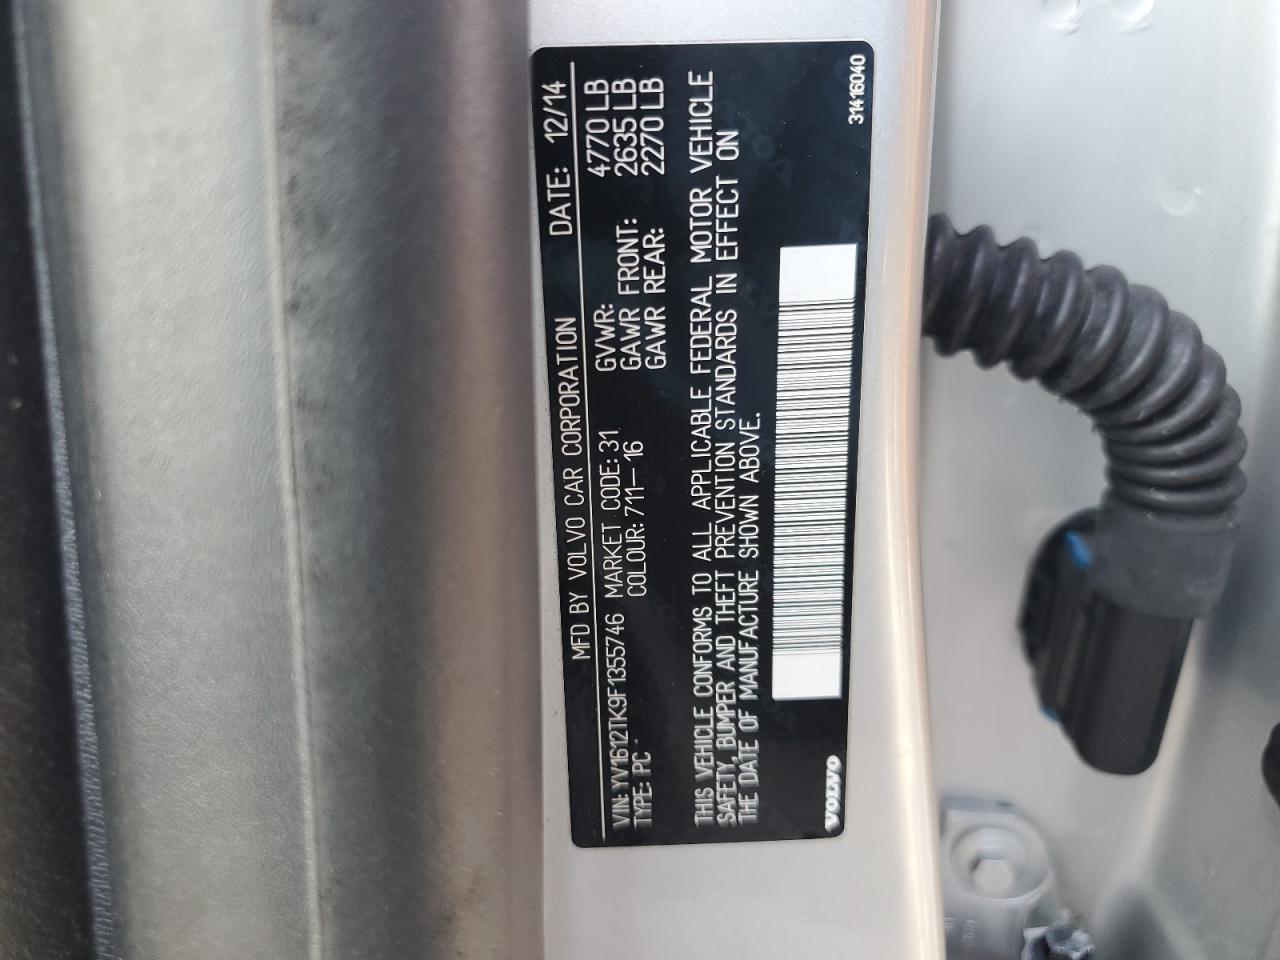 MFD BY VOLVO CAR CORPORATION DATE: 12/14
VIN: YV1612TK9F1355746 MARKET CODE: 31 GVWR: 4770 LB
TYPE: PC COLOUR: 711-16 GAWR FRONT: 2635 LB
GAWR REAR: 2270 LB
THIS VEHICLE CONFORMS TO ALL APPLICABLE FEDERAL MOTOR VEHICLE
SAFETY, BUMPER AND THEFT PREVENTION STANDARDS IN EFFECT ON
THE DATE OF MANUFACTURE SHOWN ABOVE.
VOLVO 31416040